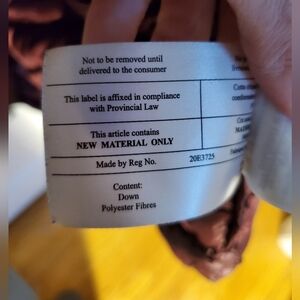 Not to be removed until
delivered to the consumer
This label is affixed in compliance
with Provincial Law
This article contains
NEW MATERIAL ONLY
Made by Reg No. 20E3725
Content:
Down
Polyester Fibres